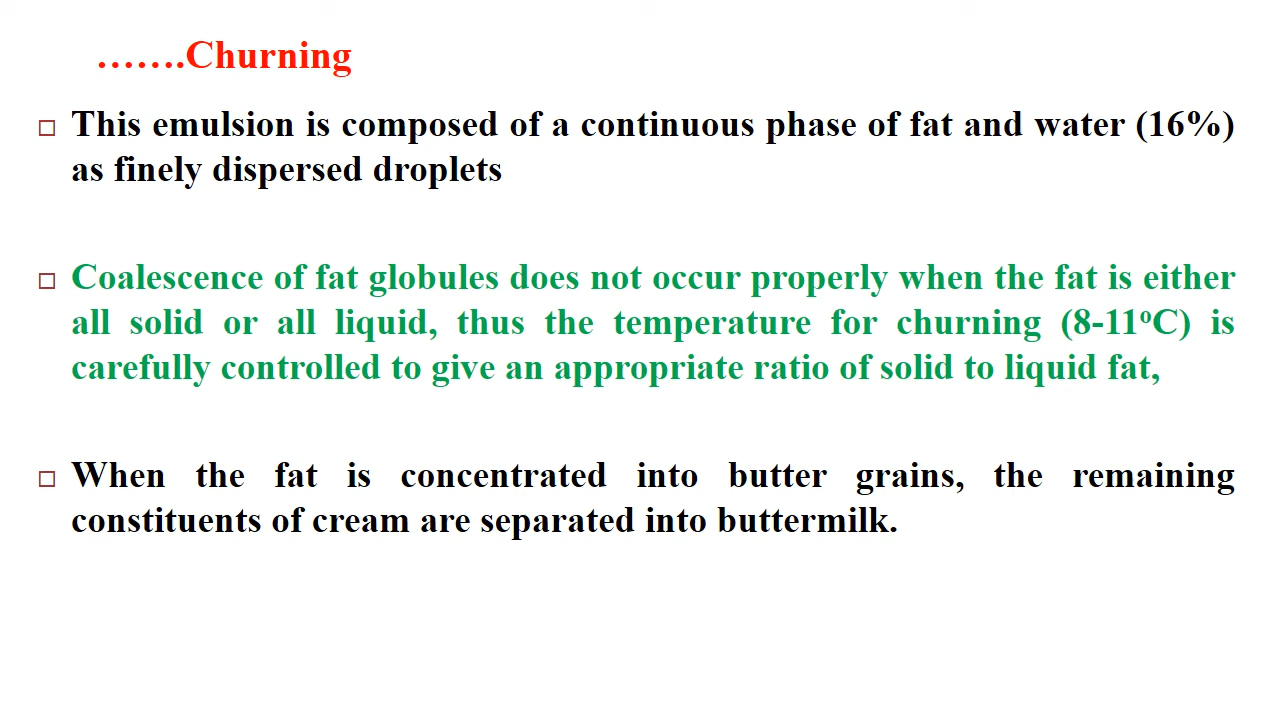 …….Churning
This emulsion is composed of a continuous phase of fat and water (16%)
as finely dispersed droplets
Coalescence of fat globules does not occur properly when the fat is either
all solid or all liquid, thus the temperature for churning (8-11ᵒC) is
carefully controlled to give an appropriate ratio of solid to liquid fat,
When the fat is concentrated into butter grains, the remaining
constituents of cream are separated into buttermilk.